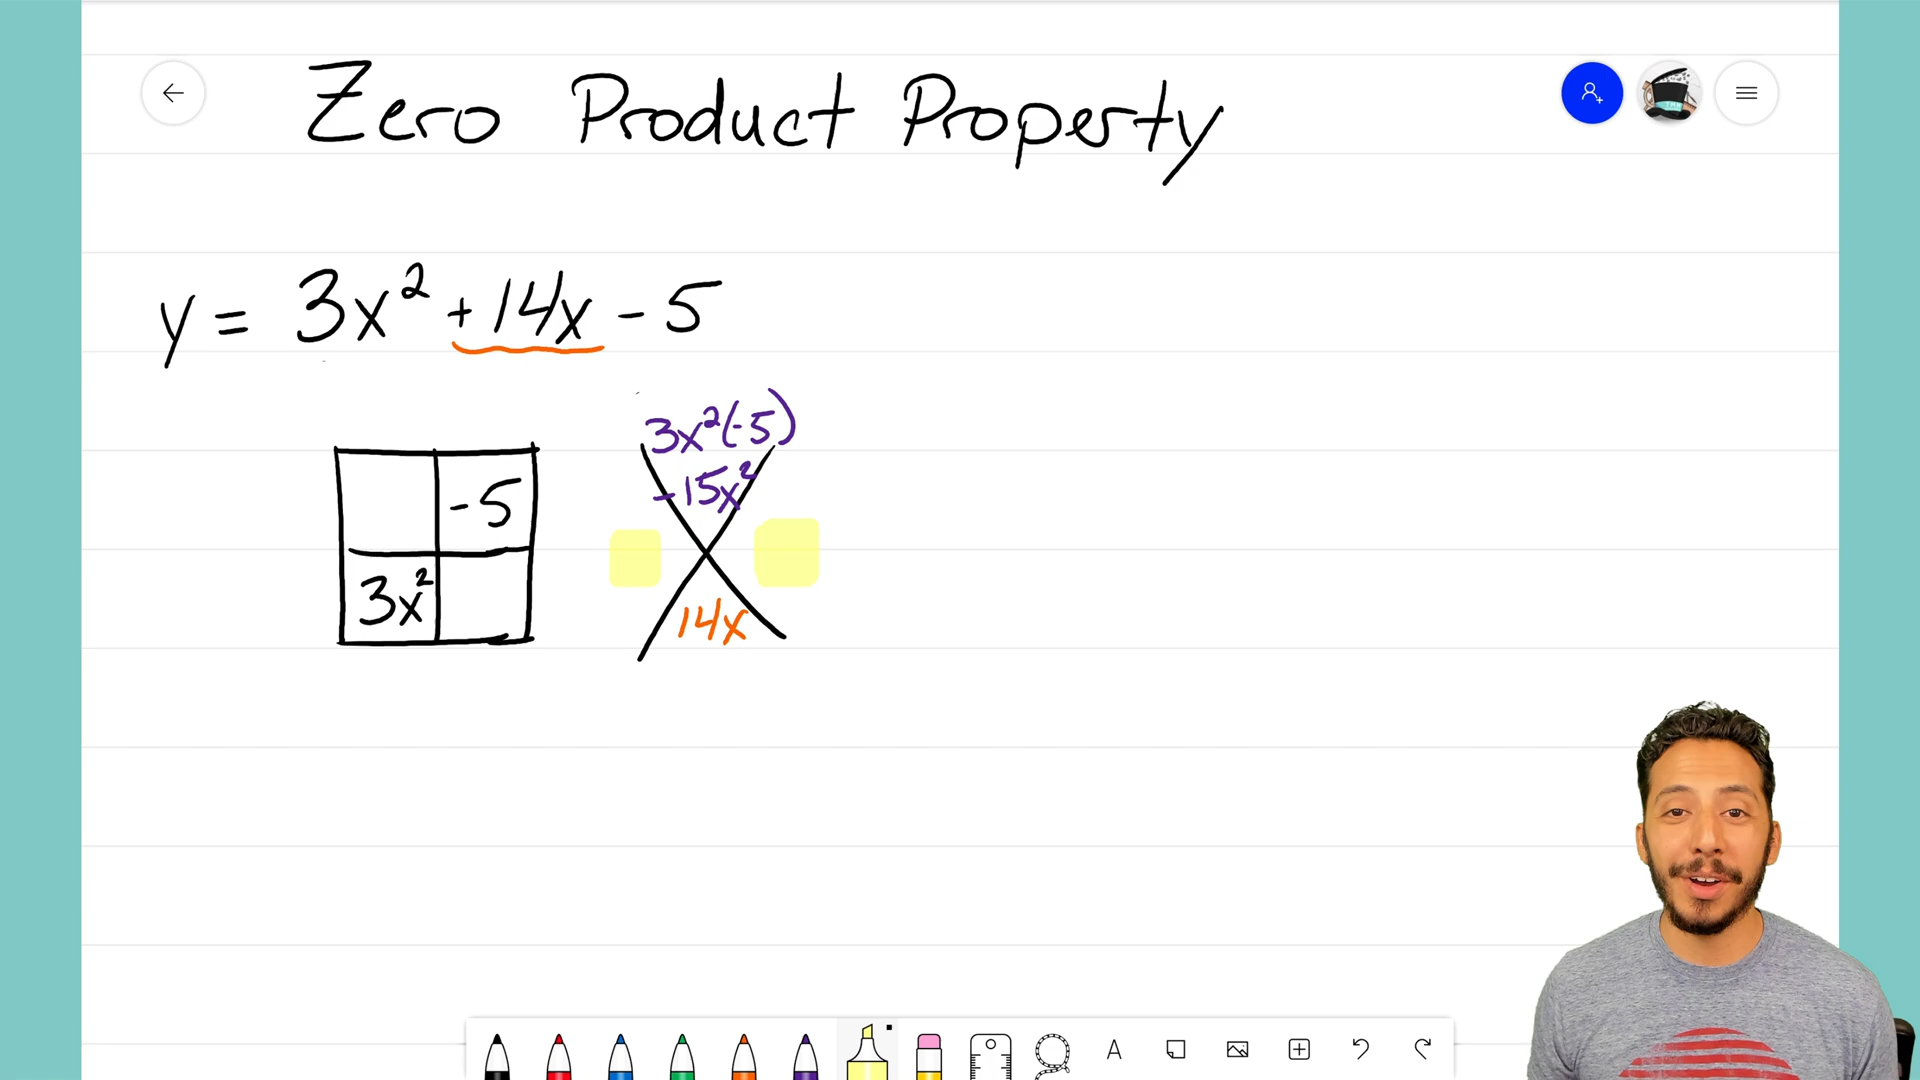 Zero Product Property
y = 3x² + 14x - 5
3x²(-5)
-15x²
-5
3x²
14x
A